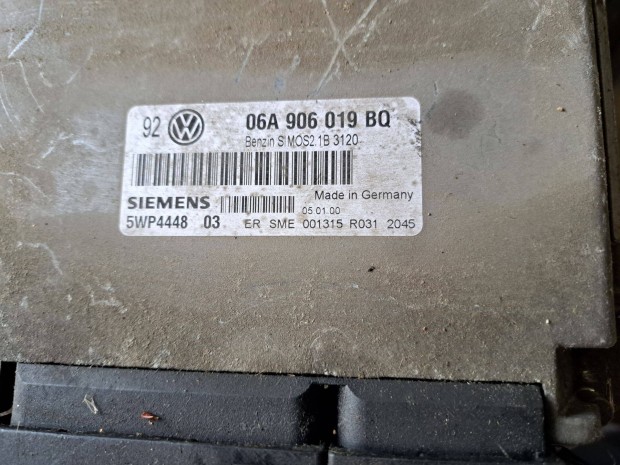 92 VW 06A 906 019 BQ
Benzin SIMOS2.1B 3120
SIEMENS Made in Germany
05 01 00
5WP4448 03 ER SME 001315 R031 2045